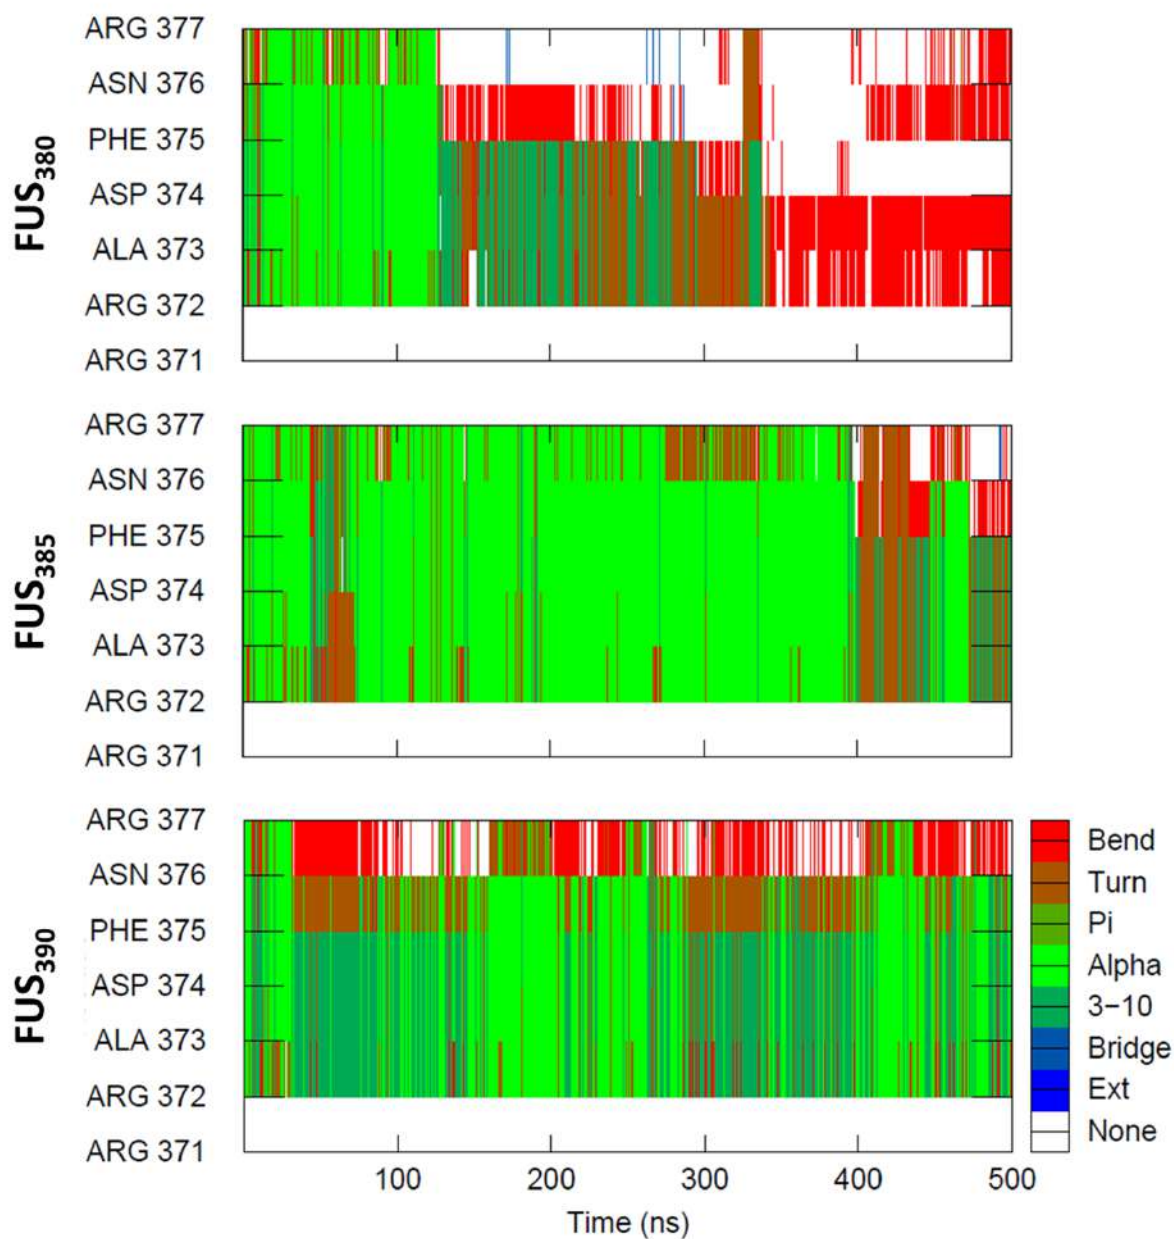 FUS380
ARG 377
ASN 376
PHE 375
ASP 374
ALA 373
ARG 372
ARG 371
FUS385
ARG 377
ASN 376
PHE 375
ASP 374
ALA 373
ARG 372
ARG 371
FUS390
ARG 377
ASN 376
PHE 375
ASP 374
ALA 373
ARG 372
ARG 371
Bend
Turn
Pi
Alpha
3−10
Bridge
Ext
None
100 200 300 400 500
Time (ns)